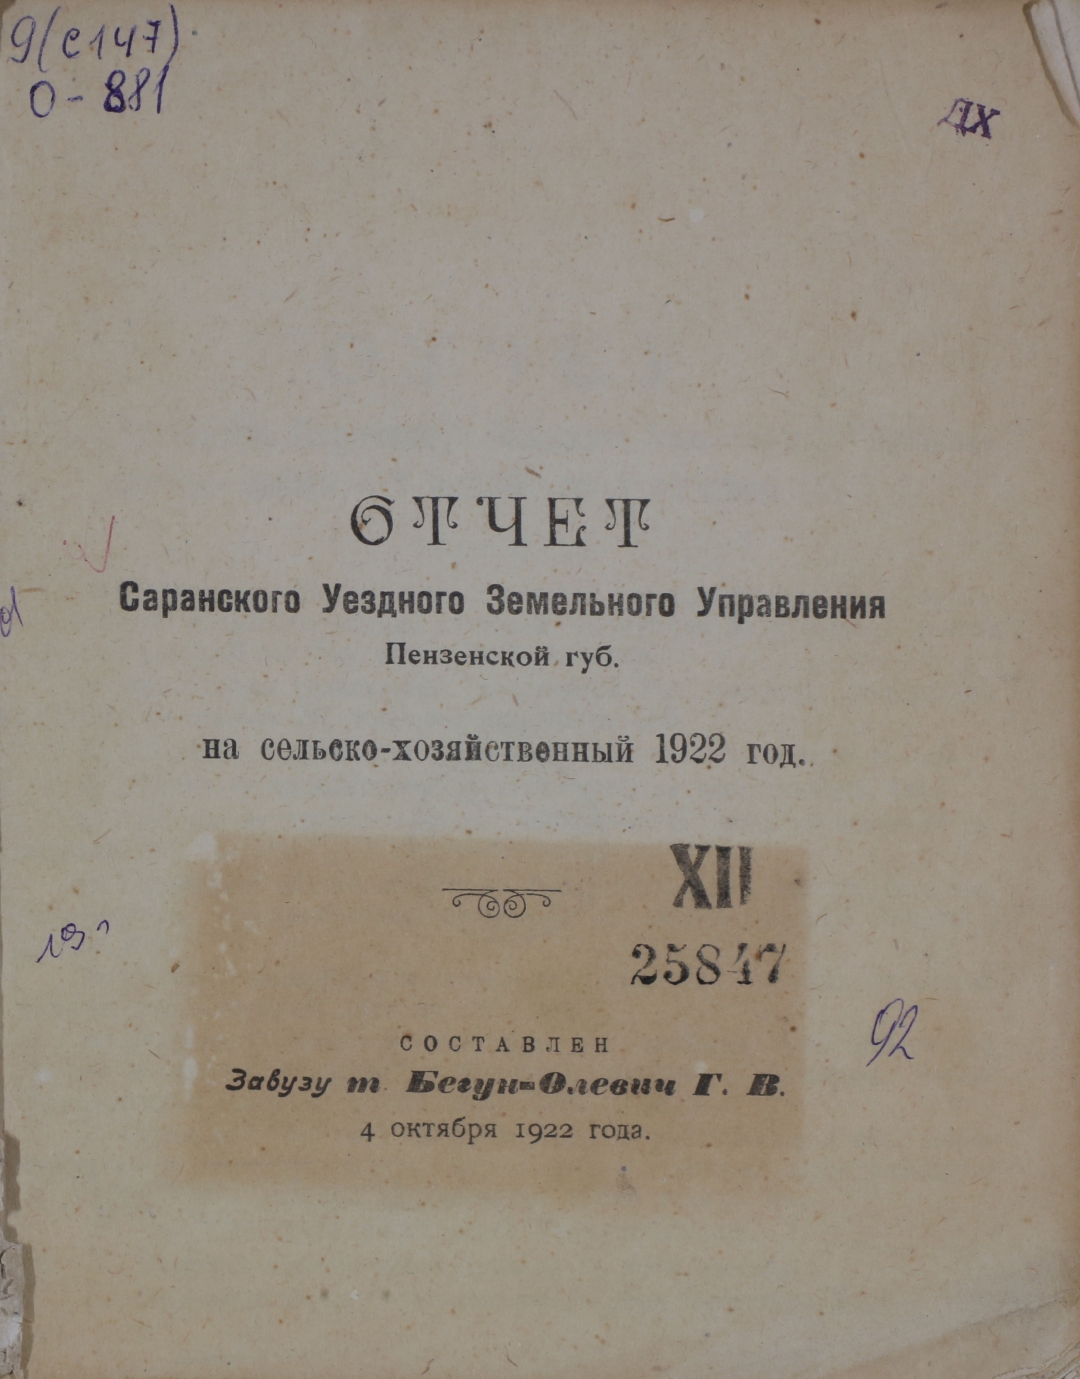 9(с147)
О-881
ДХ
ОТЧЕТ
Саранского Уездного Земельного Управления
Пензенской губ.
на сельско-хозяйственный 1922 год.
XII
25847
СОСТАВЛЕН
Завузу т. Бегун-Олевич Г. В.
92
4 октября 1922 года.